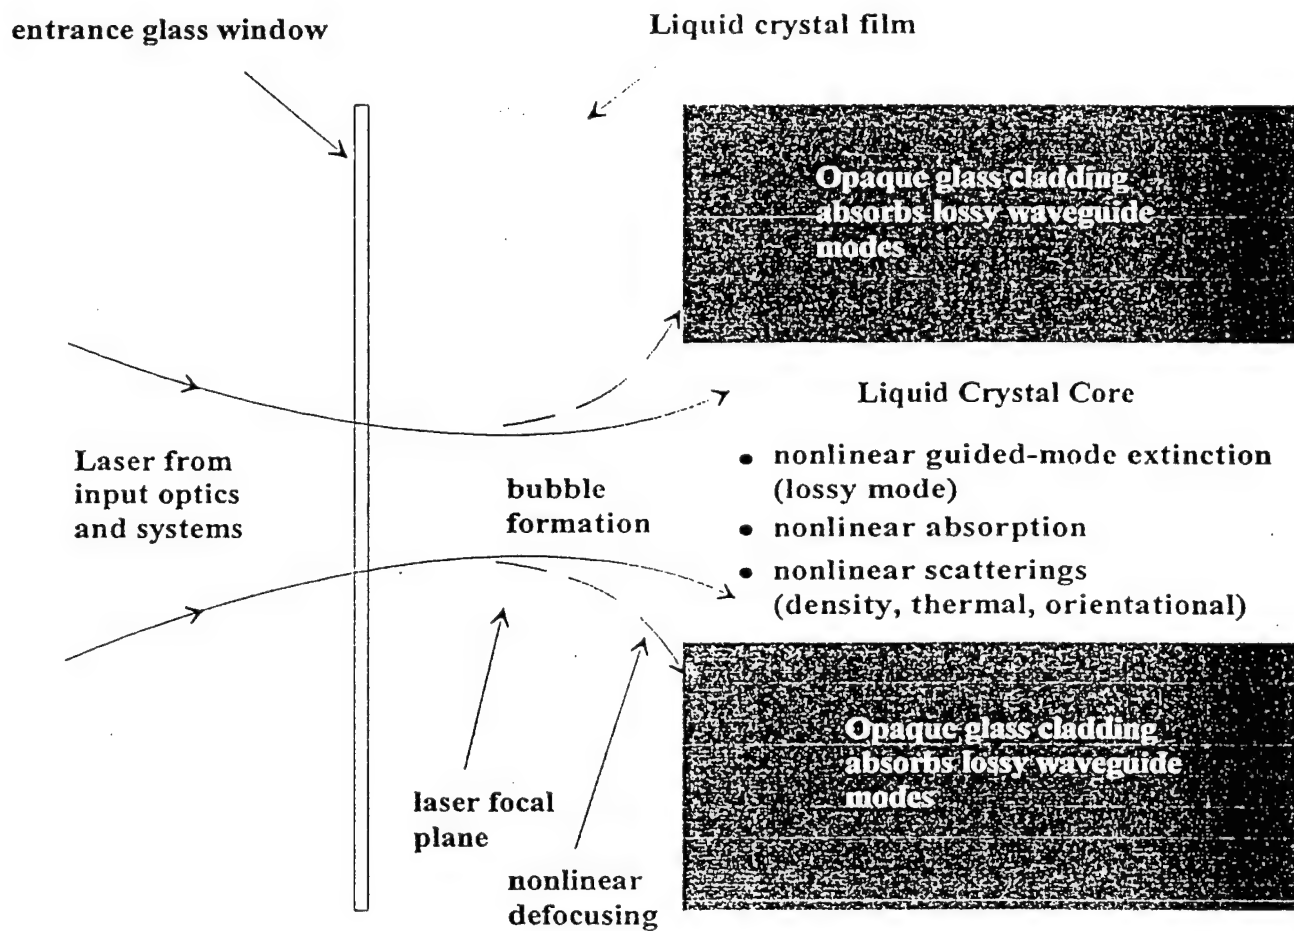 entrance glass window
Liquid crystal film
Opaque glass cladding
absorbs lossy waveguide
modes
Liquid Crystal Core
Laser from
input optics
and systems
bubble
formation
• nonlinear guided-mode extinction
(lossy mode)
• nonlinear absorption
• nonlinear scatterings
(density, thermal, orientational)
Opaque glass cladding
absorbs lossy waveguide
modes
laser focal
plane
nonlinear
defocusing